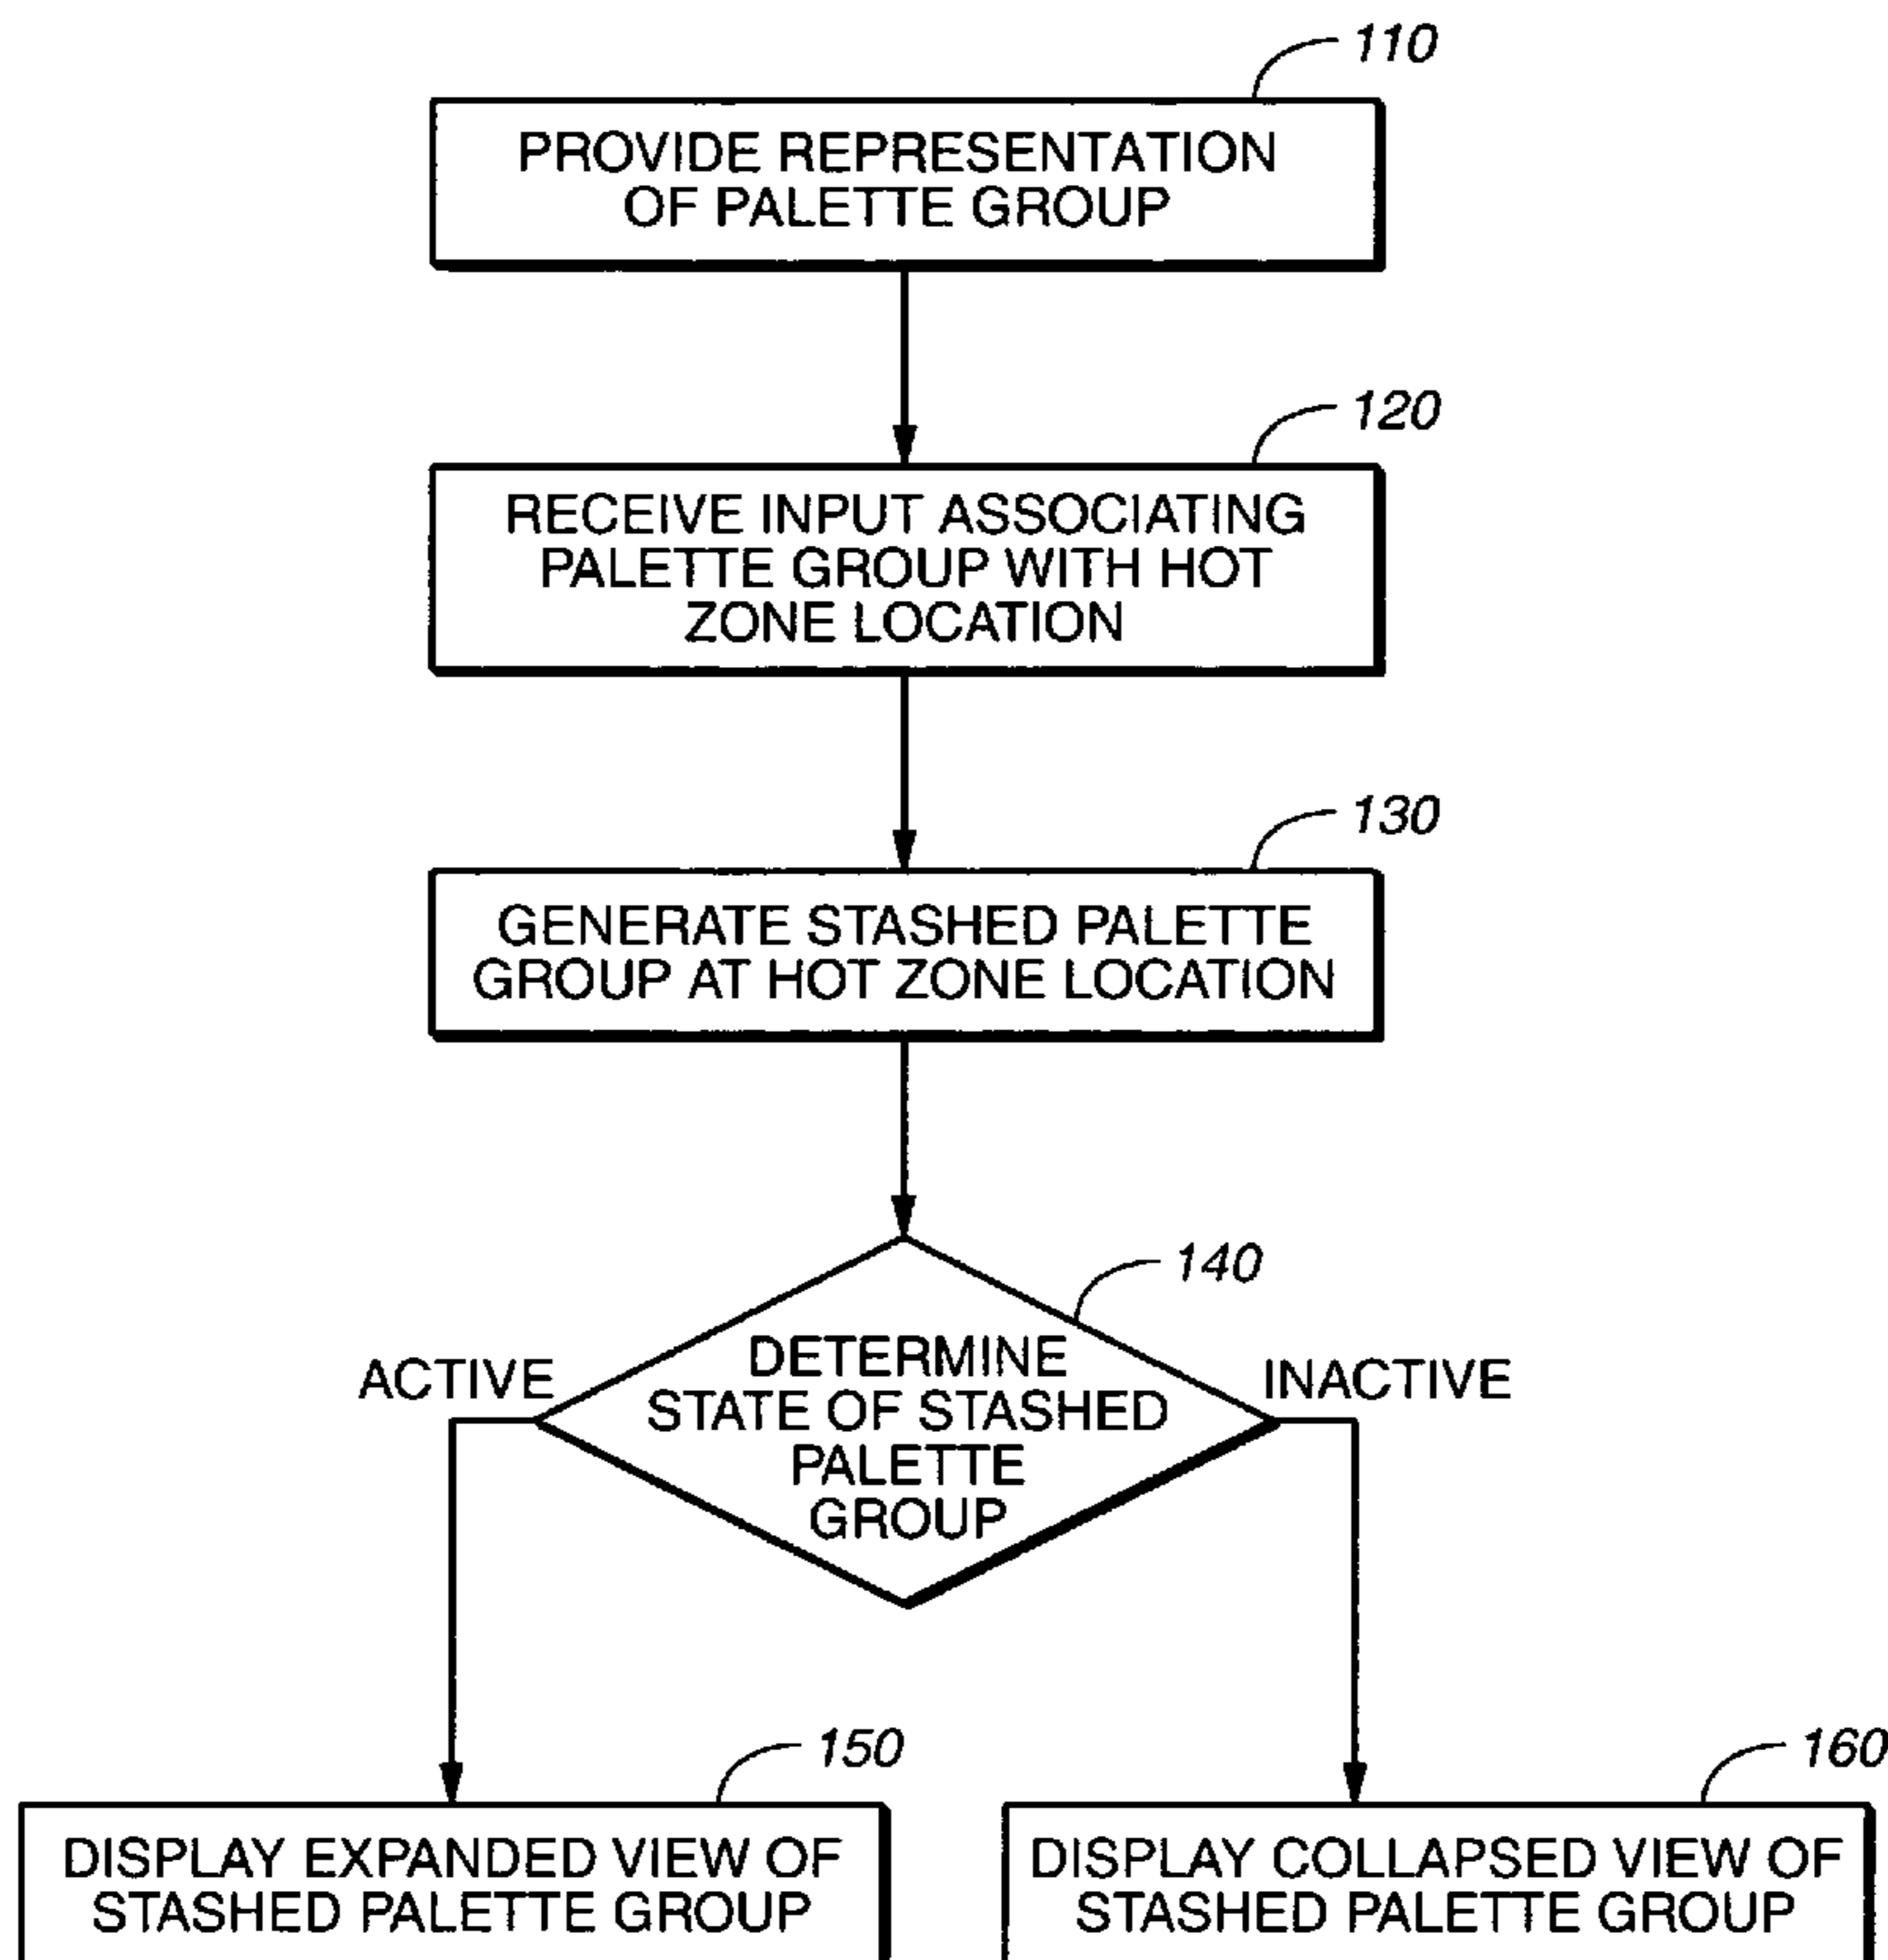 110
PROVIDE REPRESENTATION
OF PALETTE GROUP
120
RECEIVE INPUT ASSOCIATING
PALETTE GROUP WITH HOT
ZONE LOCATION
130
GENERATE STASHED PALETTE
GROUP AT HOT ZONE LOCATION
140
DETERMINE
STATE OF STASHED
PALETTE
GROUP
ACTIVE
INACTIVE
150
DISPLAY EXPANDED VIEW OF
STASHED PALETTE GROUP
160
DISPLAY COLLAPSED VIEW OF
STASHED PALETTE GROUP